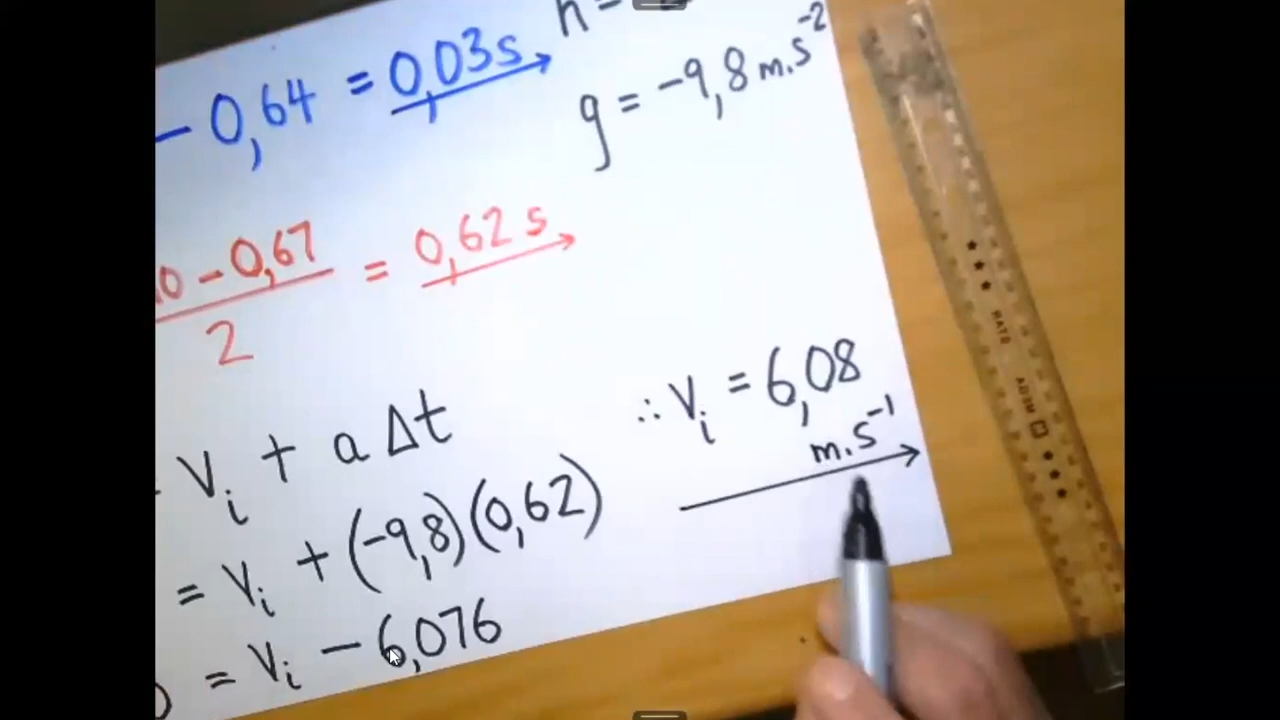 - 0,64 = 0,03s
g = -9,8 m.s⁻²
0 - 0,67 = 0,62 s
2
Vᵢ + a Δt
= Vᵢ + (-9,8)(0,62)
0 = Vᵢ - 6,076
∴ Vᵢ = 6,08
m.s⁻¹